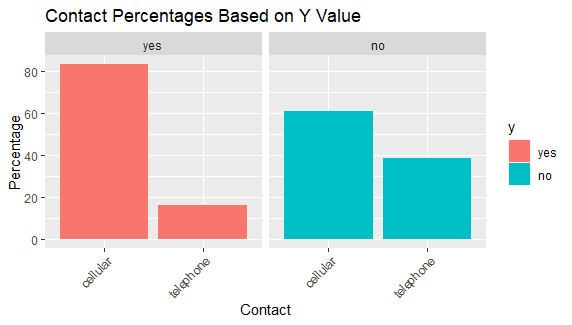 Contact Percentages Based on Y Value
yes
no
Percentage
80
60
40
20
0
cellular
telephone
cellular
telephone
Contact
y
yes
no